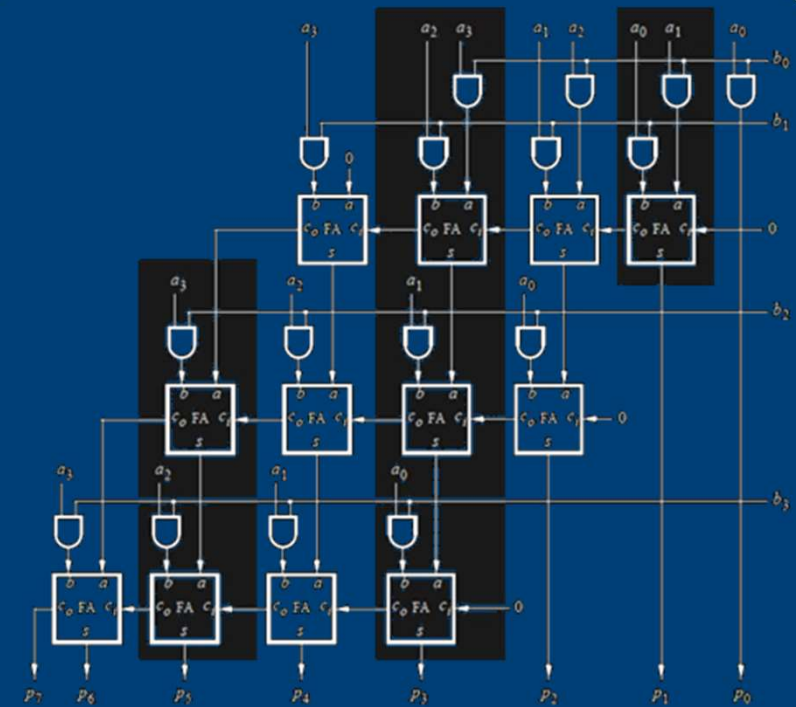 a₃ a₂ a₃ a₁ a₂ a₀ a₁ a₀
b₀
b₁
0
b a b a b a b a
cₒ FA cᵢ cₒ FA cᵢ cₒ FA cᵢ cₒ FA cᵢ 0
s s s s
a₃ a₂ a₁ a₀
b₂
b a b a b a b a
cₒ FA cᵢ cₒ FA cᵢ cₒ FA cᵢ cₒ FA cᵢ 0
s s s s
a₃ a₂ a₁ a₀
b₃
b a b a b a b a
cₒ FA cᵢ cₒ FA cᵢ cₒ FA cᵢ cₒ FA cᵢ 0
s s s s
p₇ p₆ p₅ p₄ p₃ p₂ p₁ p₀